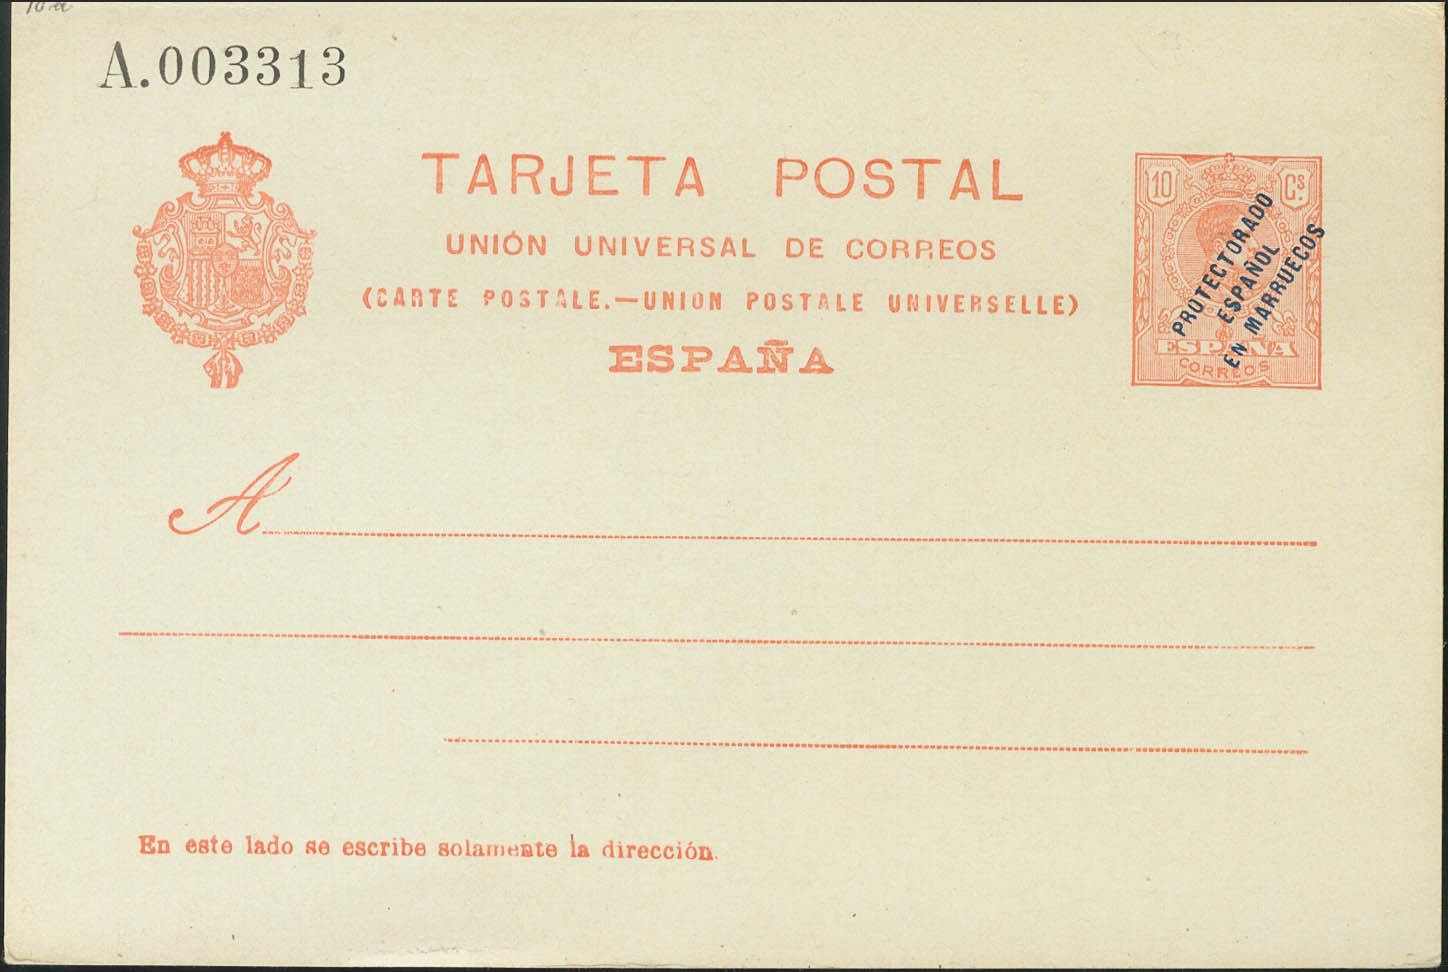 A.003313
TARJETA POSTAL
UNIÓN UNIVERSAL DE CORREOS
(CARTE POSTALE.—UNION POSTALE UNIVERSELLE)
ESPAÑA
10 Cs.
PROTECTORADO
ESPAÑOL
EN MARRUECOS
ESPAÑA
CORREOS
A
En este lado se escribe solamente la dirección.